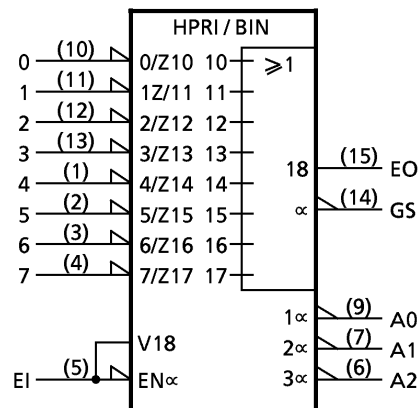 HPRI / BIN
0 (10) 0/Z10 10 ⩾1
1 (11) 1Z/11 11
2 (12) 2/Z12 12
3 (13) 3/Z13 13
4 (1) 4/Z14 14 18 (15) EO
5 (2) 5/Z15 15 ∝ (14) GS
6 (3) 6/Z16 16
7 (4) 7/Z17 17
1∝ (9) A0
V18 2∝ (7) A1
EI (5) EN∝ 3∝ (6) A2